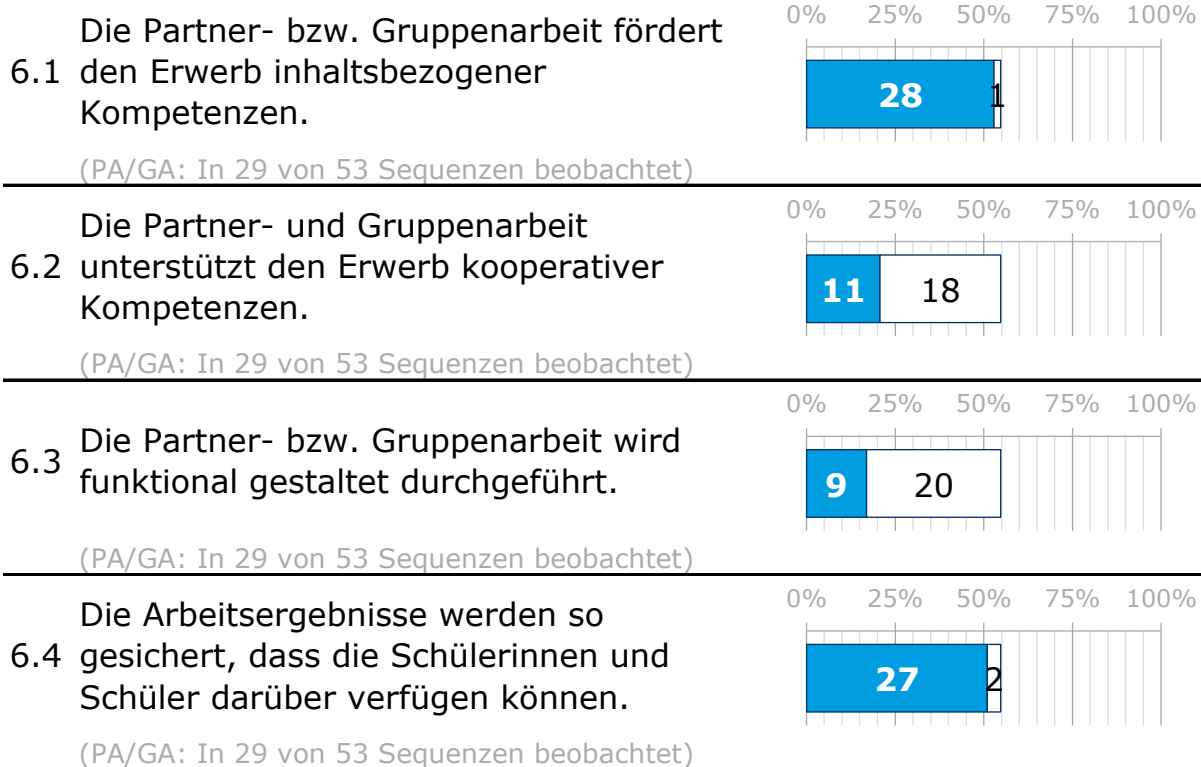 0% 25% 50% 75% 100%
Die Partner- bzw. Gruppenarbeit fördert
6.1 den Erwerb inhaltsbezogener
Kompetenzen.
28 1
(PA/GA: In 29 von 53 Sequenzen beobachtet)
0% 25% 50% 75% 100%
Die Partner- und Gruppenarbeit
6.2 unterstützt den Erwerb kooperativer
Kompetenzen.
11 18
(PA/GA: In 29 von 53 Sequenzen beobachtet)
0% 25% 50% 75% 100%
6.3 Die Partner- bzw. Gruppenarbeit wird
funktional gestaltet durchgeführt.
9 20
(PA/GA: In 29 von 53 Sequenzen beobachtet)
0% 25% 50% 75% 100%
Die Arbeitsergebnisse werden so
6.4 gesichert, dass die Schülerinnen und
Schüler darüber verfügen können.
27 2
(PA/GA: In 29 von 53 Sequenzen beobachtet)